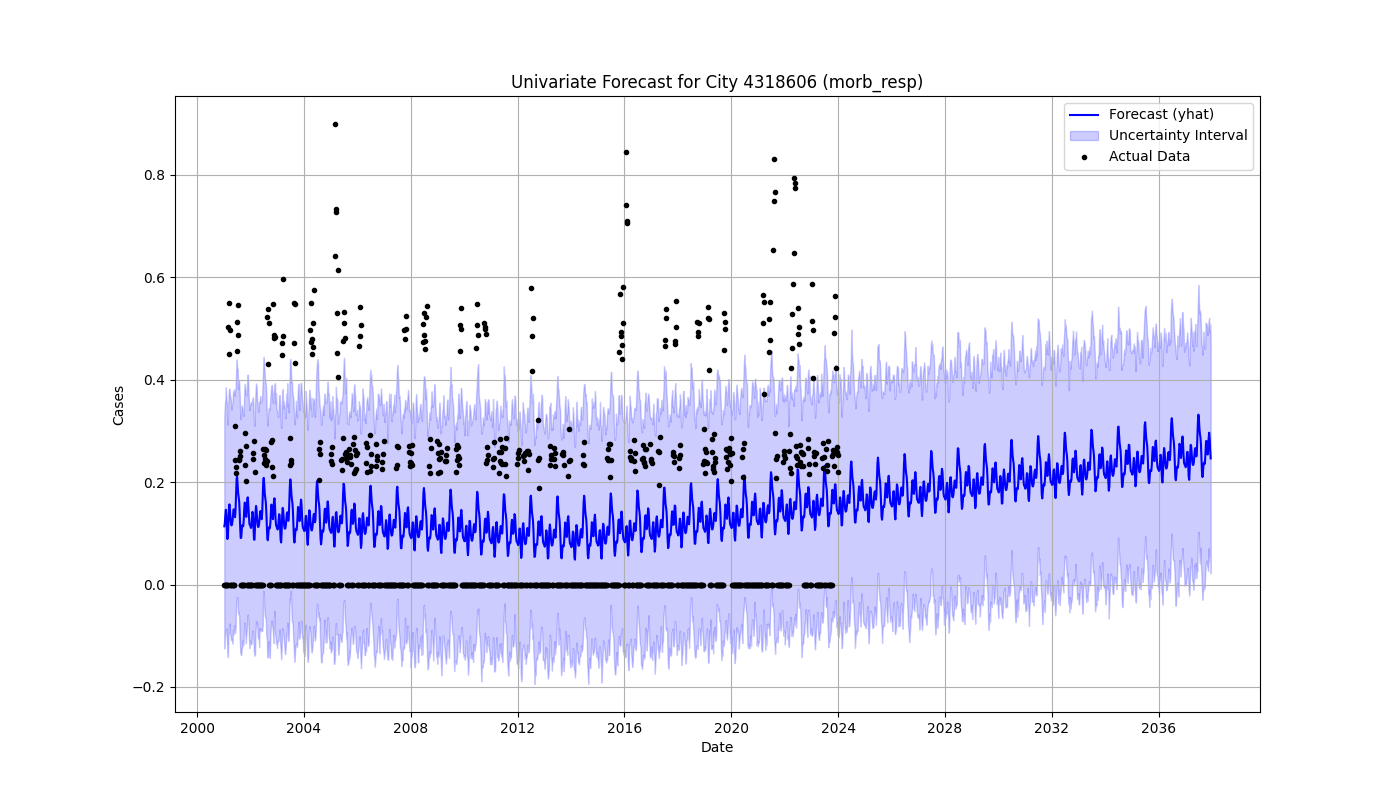 Univariate Forecast for City 4318606 (morb_resp)
Forecast (yhat)
Uncertainty Interval
Actual Data
Cases
0.8
0.6
0.4
0.2
0.0
−0.2
2000 2004 2008 2012 2016 2020 2024 2028 2032 2036
Date